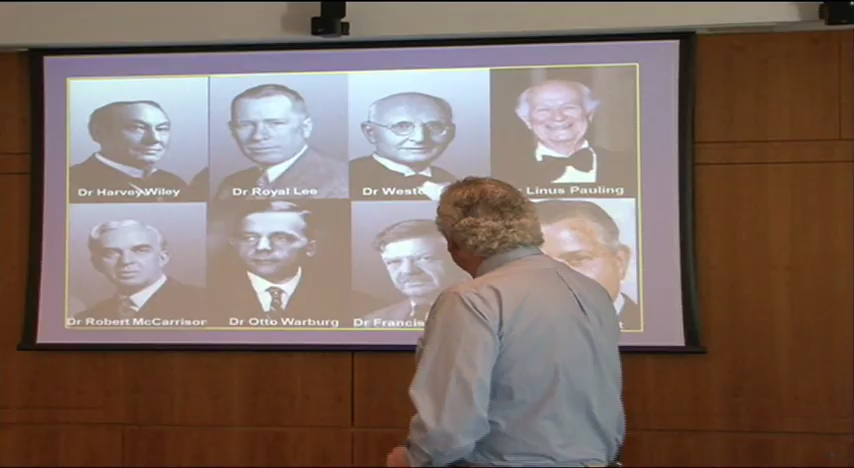 Dr Harvey Wiley
Dr Royal Lee
Dr Westo
Linus Pauling
Dr Robert McCarrison
Dr Otto Warburg
Dr Francis